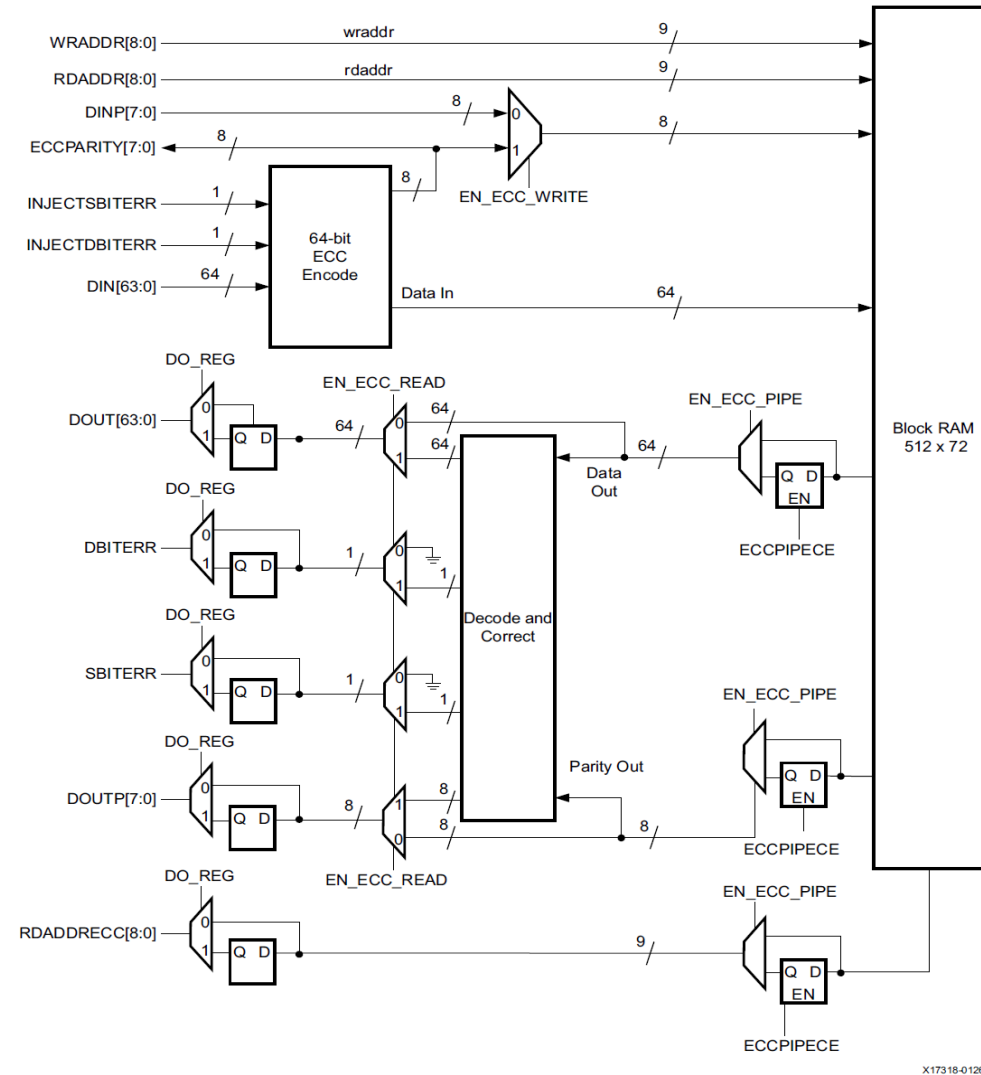 WRADDR[8:0]
wraddr
9
RDADDR[8:0]
rdaddr
9
DINP[7:0]
8
0
8
ECCPARITY[7:0]
8
1
8
EN_ECC_WRITE
INJECTSBITERR
1
INJECTDBITERR
1
DIN[63:0]
64
64-bit
ECC
Encode
Data In
64
DO_REG
EN_ECC_READ
EN_ECC_PIPE
DOUT[63:0]
0
1
Q D
64
0
1
64
64
Data
Out
64
Q D
EN
ECCPIPECE
Block RAM
512 x 72
DO_REG
DBITERR
0
1
Q D
1
0
1
1
Decode and
Correct
DO_REG
SBITERR
0
1
Q D
1
0
1
1
EN_ECC_PIPE
DO_REG
Parity Out
Q D
EN
ECCPIPECE
DOUTP[7:0]
0
1
Q D
8
1
0
8
8
8
EN_ECC_READ
DO_REG
EN_ECC_PIPE
RDADDRECC[8:0]
0
1
Q D
9
Q D
EN
ECCPIPECE
X17318-0126